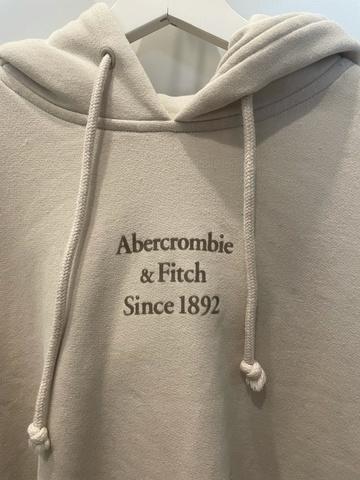 Abercrombie
& Fitch
Since 1892